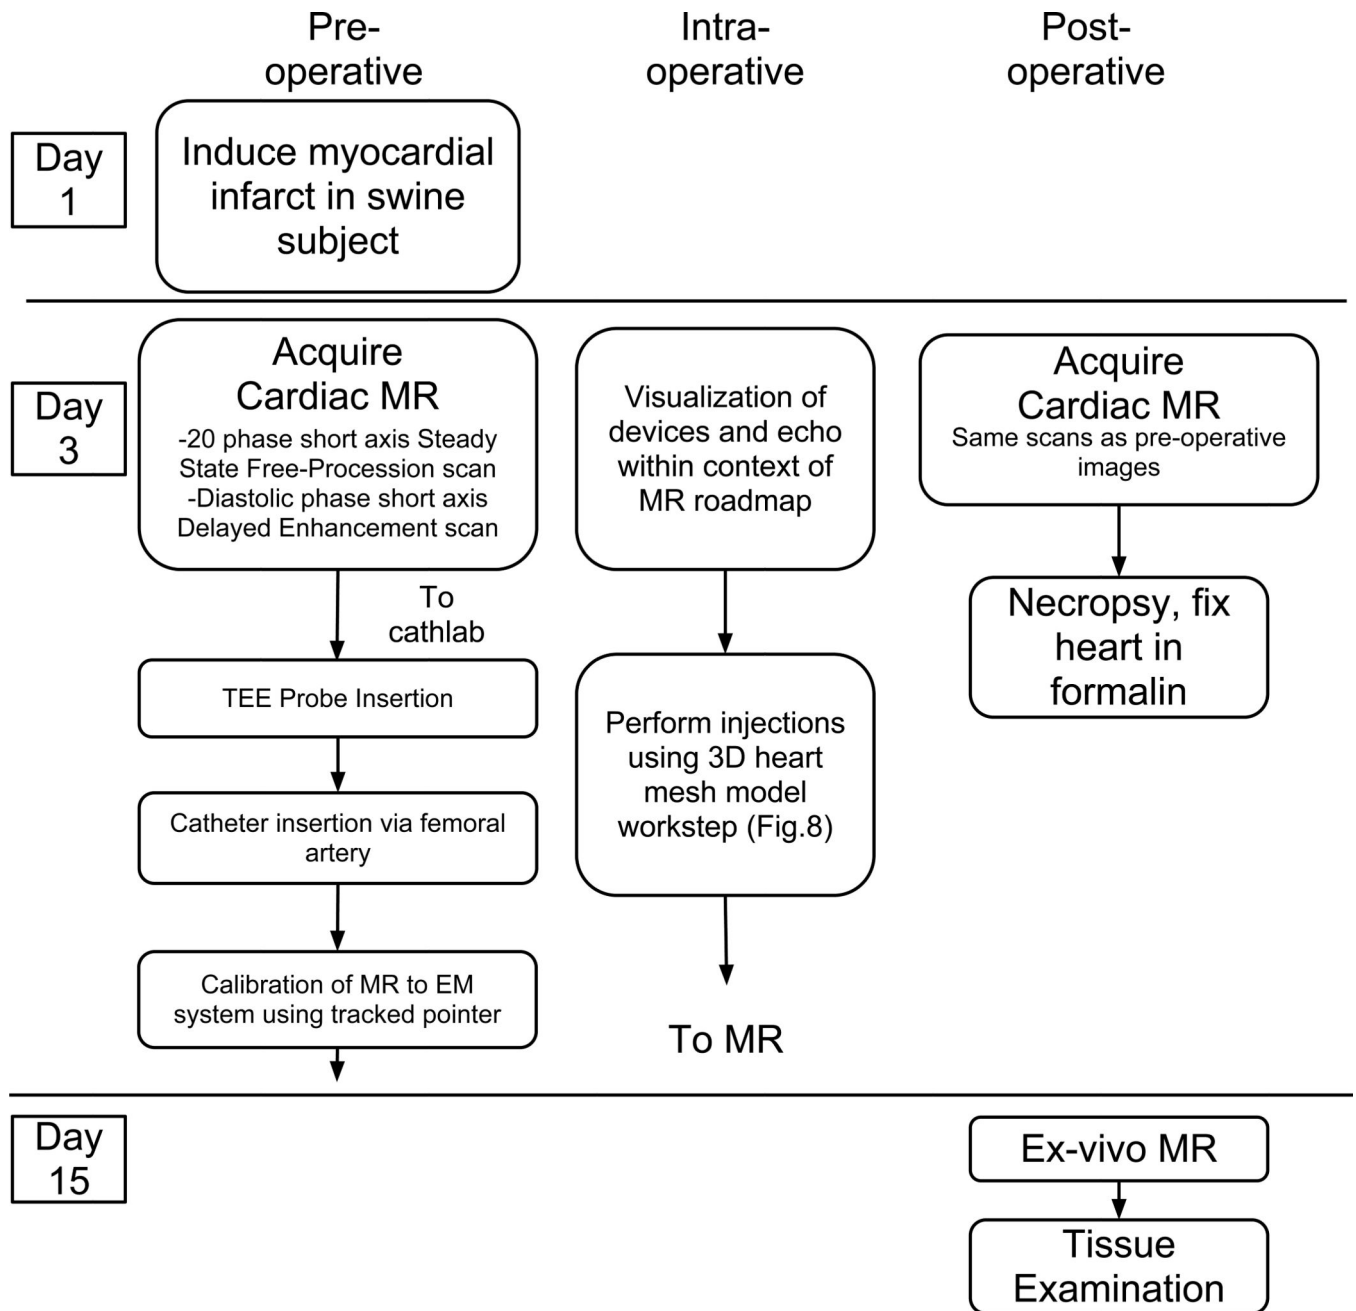 Pre-
operative
Intra-
operative
Post-
operative
Day
1
Induce myocardial
infarct in swine
subject
Day
3
Acquire
Cardiac MR
-20 phase short axis Steady
State Free-Procession scan
-Diastolic phase short axis
Delayed Enhancement scan
To
cathlab
TEE Probe Insertion
Catheter insertion via femoral
artery
Calibration of MR to EM
system using tracked pointer
Visualization of
devices and echo
within context of
MR roadmap
Perform injections
using 3D heart
mesh model
workstep (Fig.8)
To MR
Acquire
Cardiac MR
Same scans as pre-operative
images
Necropsy, fix
heart in
formalin
Day
15
Ex-vivo MR
Tissue
Examination